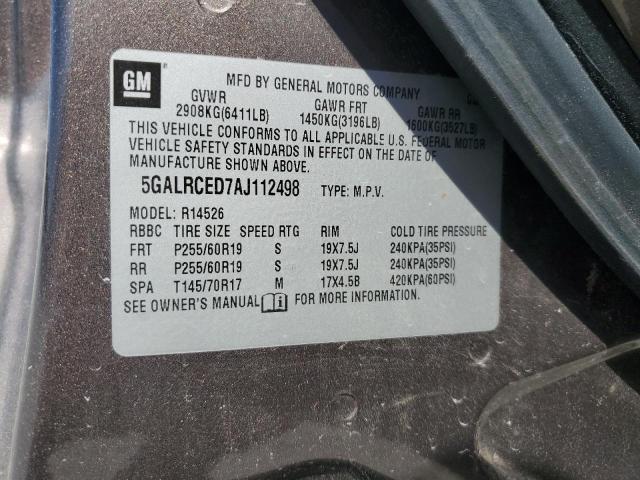 GM
®
MFD BY GENERAL MOTORS COMPANY
GVWR GAWR FRT GAWR RR
2908KG(6411LB) 1450KG(3196LB) 1600KG(3527LB)
THIS VEHICLE CONFORMS TO ALL APPLICABLE U.S. FEDERAL MOTOR
VEHICLE SAFETY STANDARDS IN EFFECT ON THE DATE OF
MANUFACTURE SHOWN ABOVE.
5GALRCED7AJ112498 TYPE: M.P.V.
MODEL: R14526
RBBC TIRE SIZE SPEED RTG RIM COLD TIRE PRESSURE
FRT P255/60R19 S 19X7.5J 240KPA(35PSI)
RR P255/60R19 S 19X7.5J 240KPA(35PSI)
SPA T145/70R17 M 17X4.5B 420KPA(60PSI)
SEE OWNER'S MANUAL FOR MORE INFORMATION.